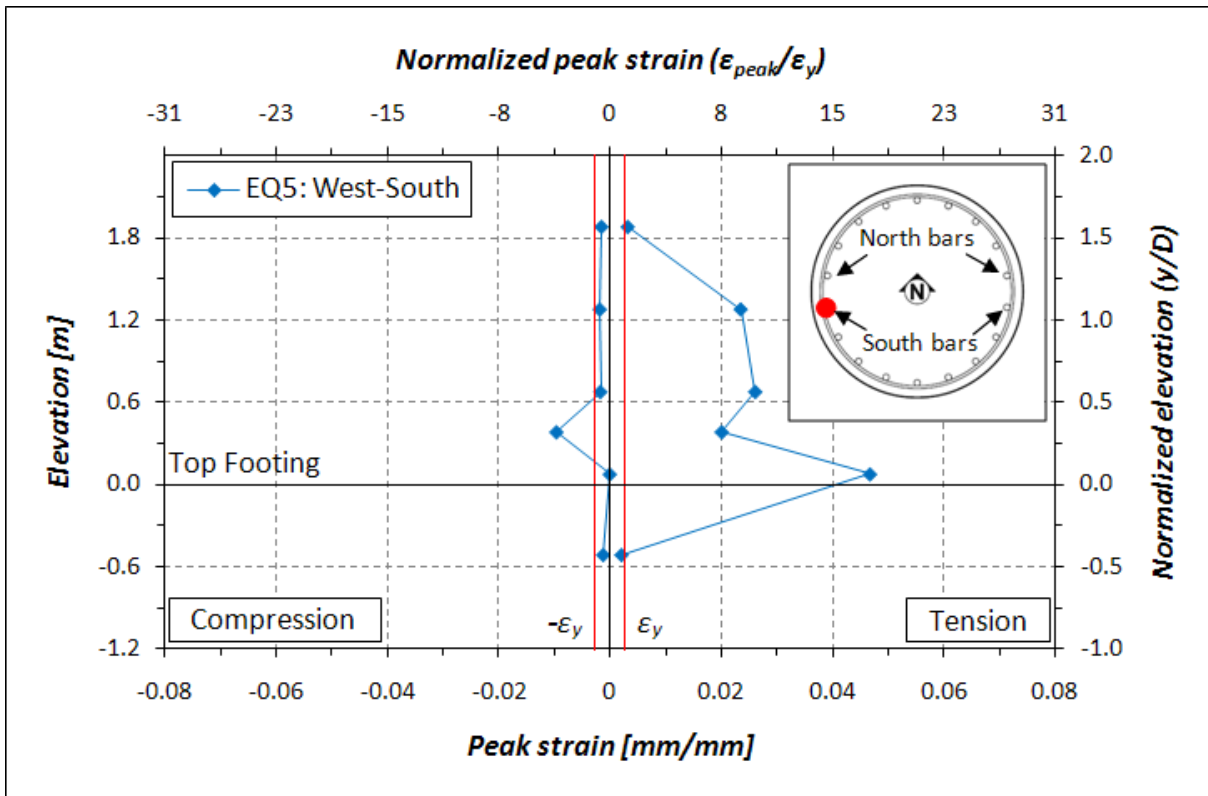 Normalized peak strain (εpeak/εy)
-31 -23 -15 -8 0 8 15 23 31
EQ5: West-South
North bars
N
South bars
Elevation [m]
1.8
1.2
0.6
0.0
-0.6
-1.2
Top Footing
Normalized elevation (y/D)
2.0
1.5
1.0
0.5
0.0
-0.5
-1.0
Compression
-εy
εy
Tension
-0.08 -0.06 -0.04 -0.02 0 0.02 0.04 0.06 0.08
Peak strain [mm/mm]